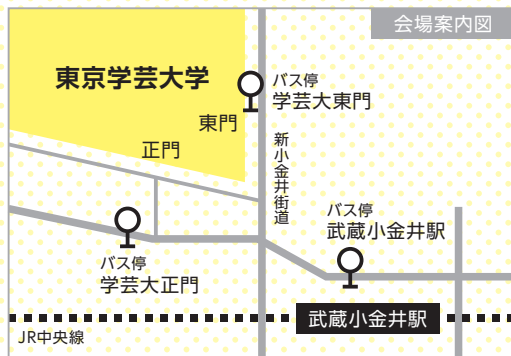 会場案内図
東京学芸大学
バス停
学芸大東門
東門
正門
新小金井街道
バス停
武蔵小金井駅
バス停
学芸大正門
武蔵小金井駅
JR中央線